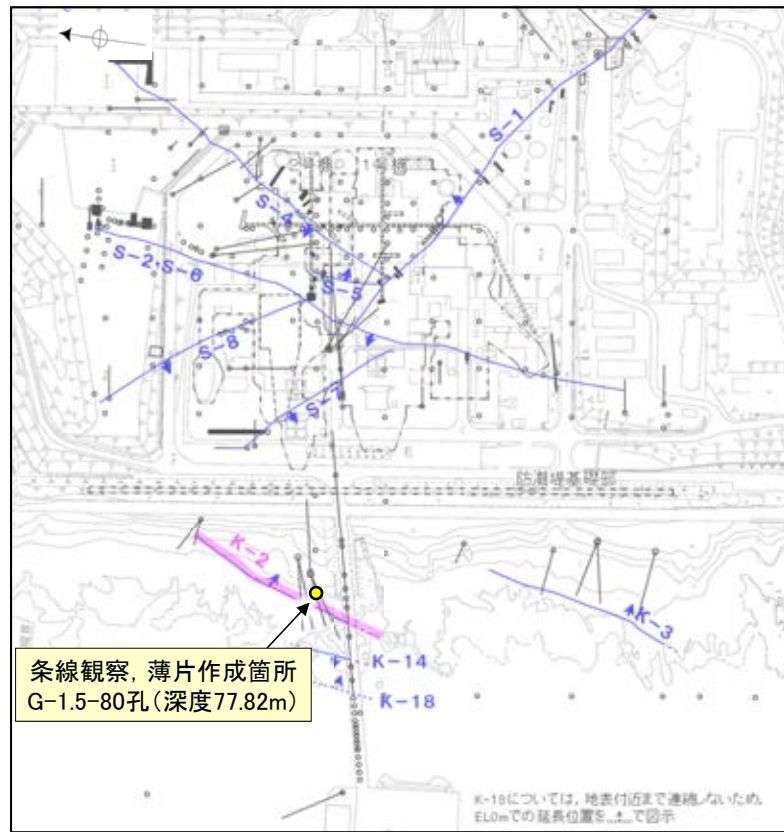 S-1
S-4
S-2･S-6
S-5
S-8
S-7
防潮堤基礎部
K-2
K-3
条線観察, 薄片作成箇所
G-1.5-80孔(深度77.82m)
K-14
K-18
K-18については, 地表付近まで連続しないため,
EL0mでの延長位置を
で図示